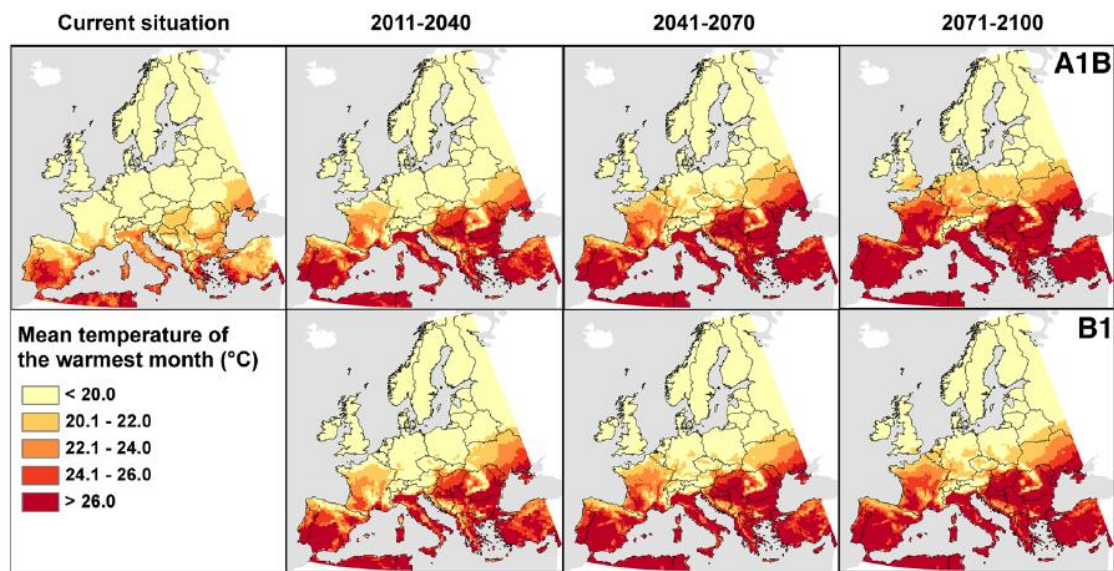 Current situation
2011-2040
2041-2070
2071-2100
A1B
B1
Mean temperature of
the warmest month (°C)
< 20.0
20.1 - 22.0
22.1 - 24.0
24.1 - 26.0
> 26.0